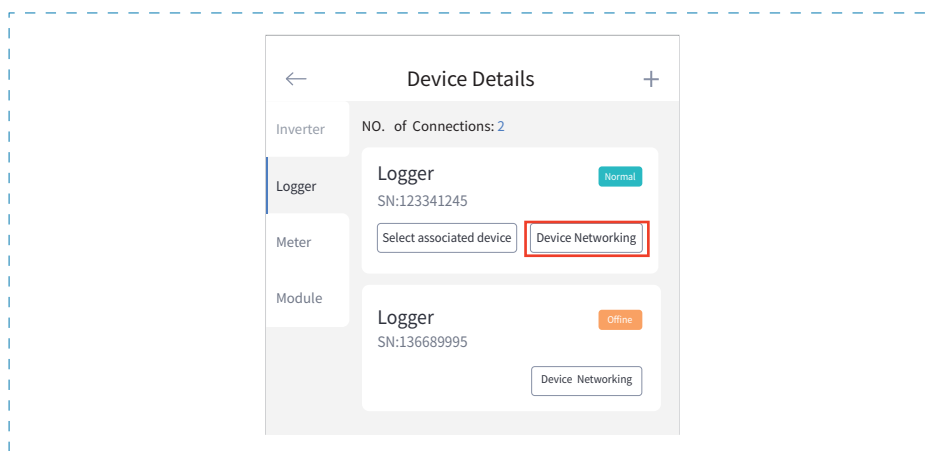 Device Details
Inverter
Logger
Meter
Module
NO. of Connections: 2
Logger
Normal
SN:123341245
Select associated device
Device Networking
Logger
Offine
SN:136689995
Device Networking